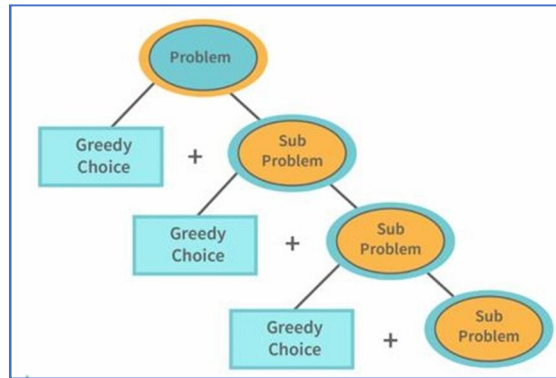 Problem
Greedy
Choice
+
Sub
Problem
Greedy
Choice
+
Sub
Problem
Greedy
Choice
+
Sub
Problem